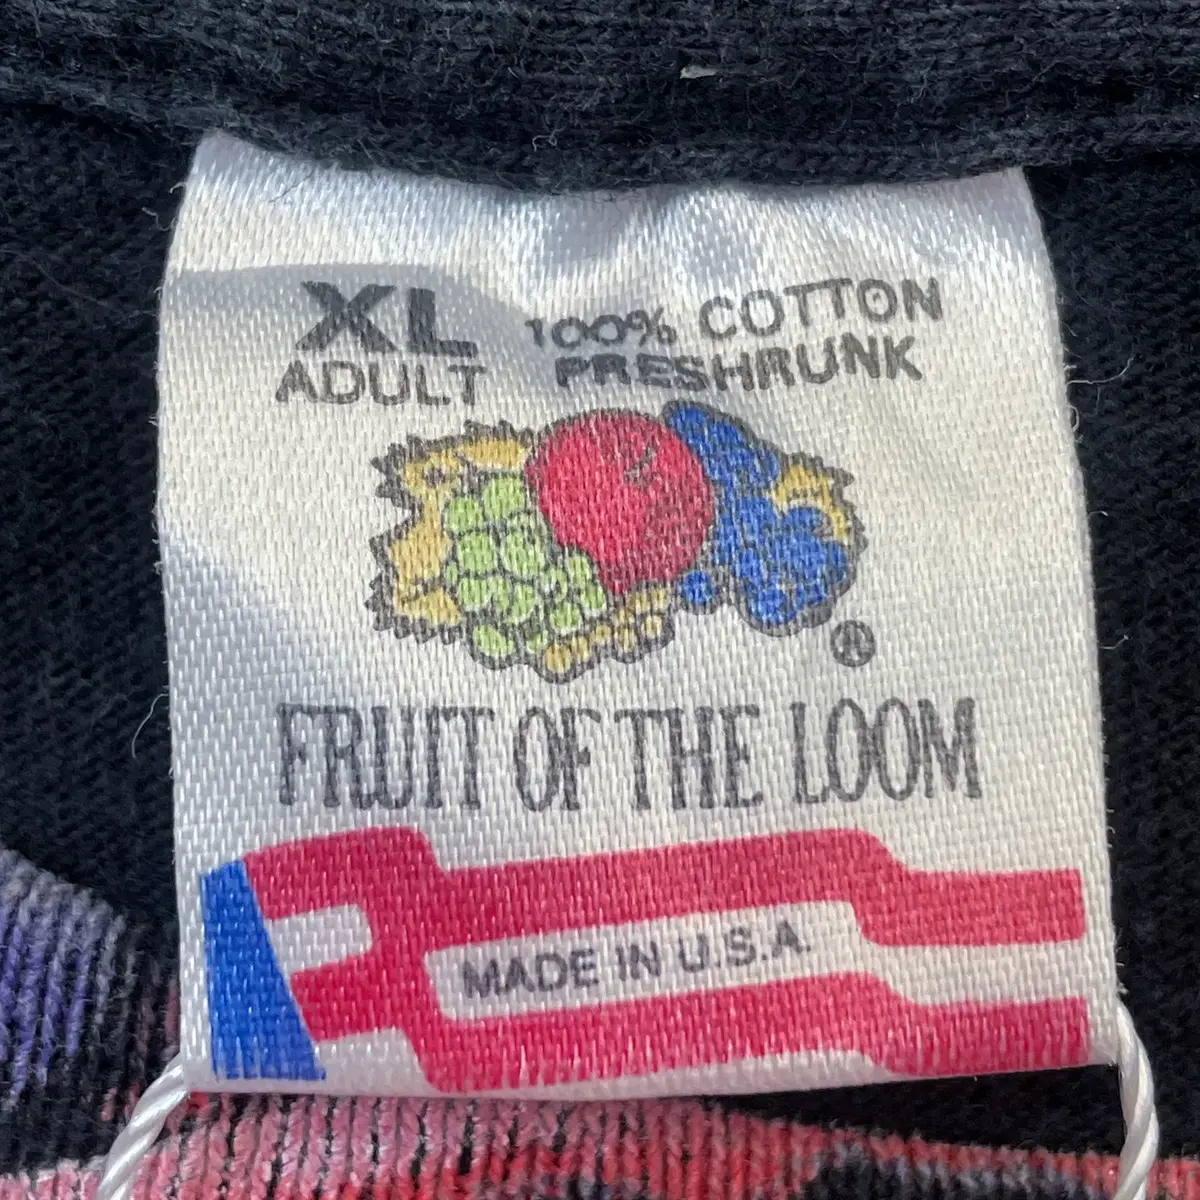 XL
ADULT
100% COTTON
PRESHRUNK
®
FRUIT OF THE LOOM
MADE IN U.S.A.